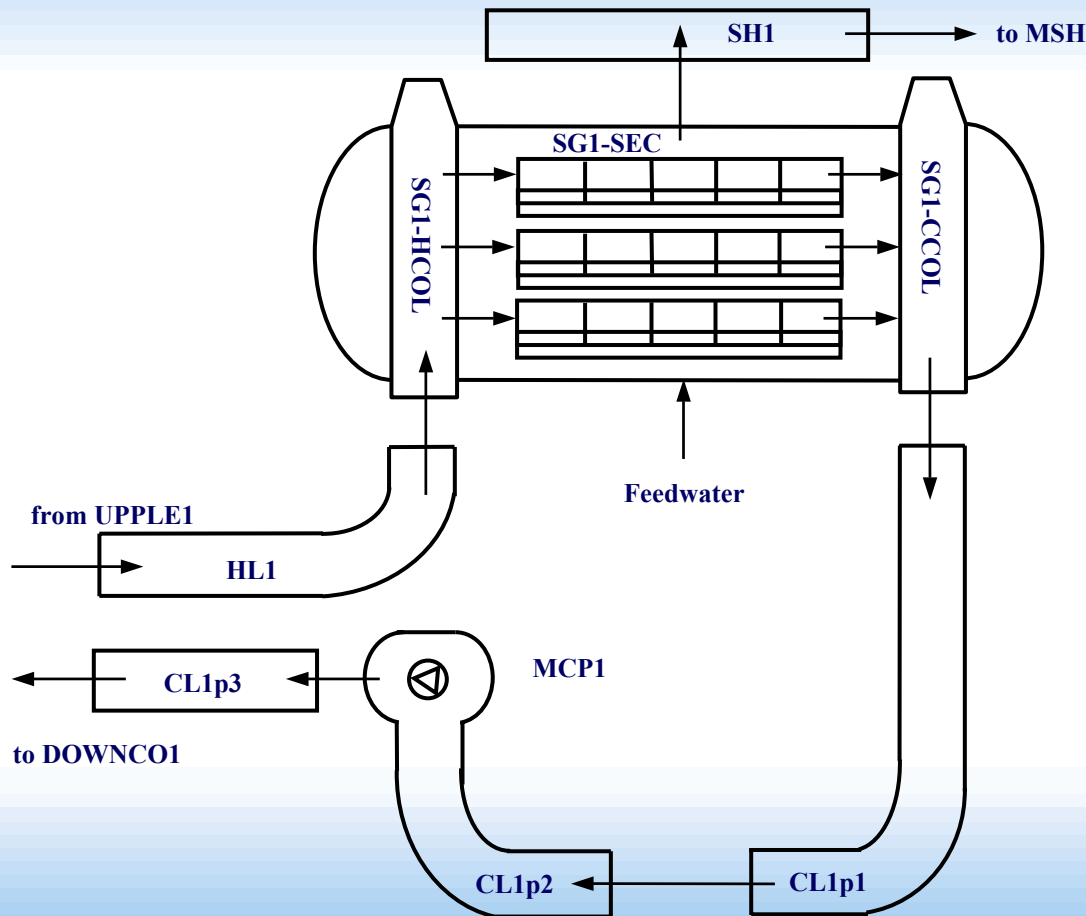 SH1
to MSH
SG1-SEC
SG1-HCOL
SG1-CCOL
Feedwater
from UPPLE1
HL1
MCP1
CL1p3
to DOWNCO1
CL1p2
CL1p1